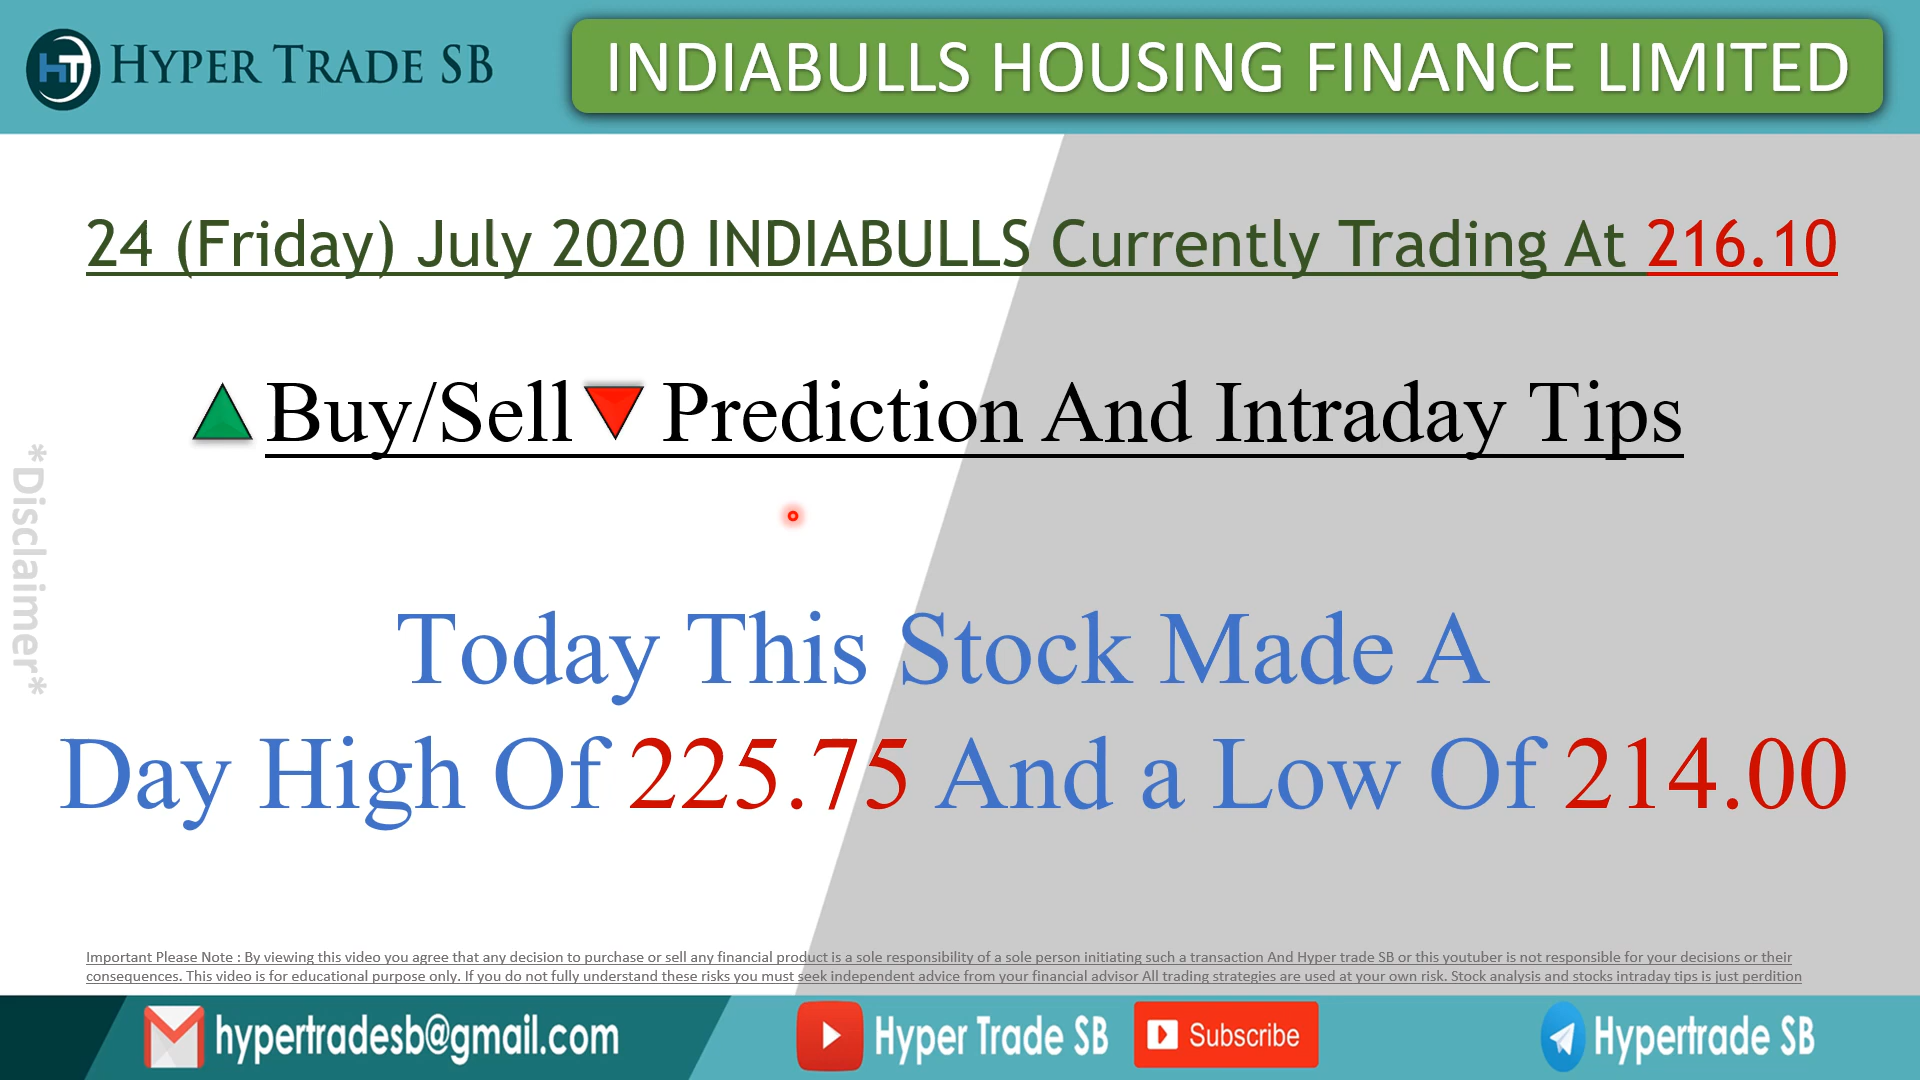 HT HYPER TRADE SB
INDIABULLS HOUSING FINANCE LIMITED
24 (Friday) July 2020 INDIABULLS Currently Trading At 216.10
Buy/Sell Prediction And Intraday Tips
*Disclaimer*
Today This Stock Made A
Day High Of 225.75 And a Low Of 214.00
Important Please Note : By viewing this video you agree that any decision to purchase or sell any financial product is a sole responsibility of a sole person initiating such a transaction And Hyper trade SB or this youtuber is not responsible for your decisions or their
consequences. This video is for educational purpose only. If you do not fully understand these risks you must seek independent advice from your financial advisor All trading strategies are used at your own risk. Stock analysis and stocks intraday tips is just perdition
hypertradesb@gmail.com
Hyper Trade SB
Subscribe
Hypertrade SB